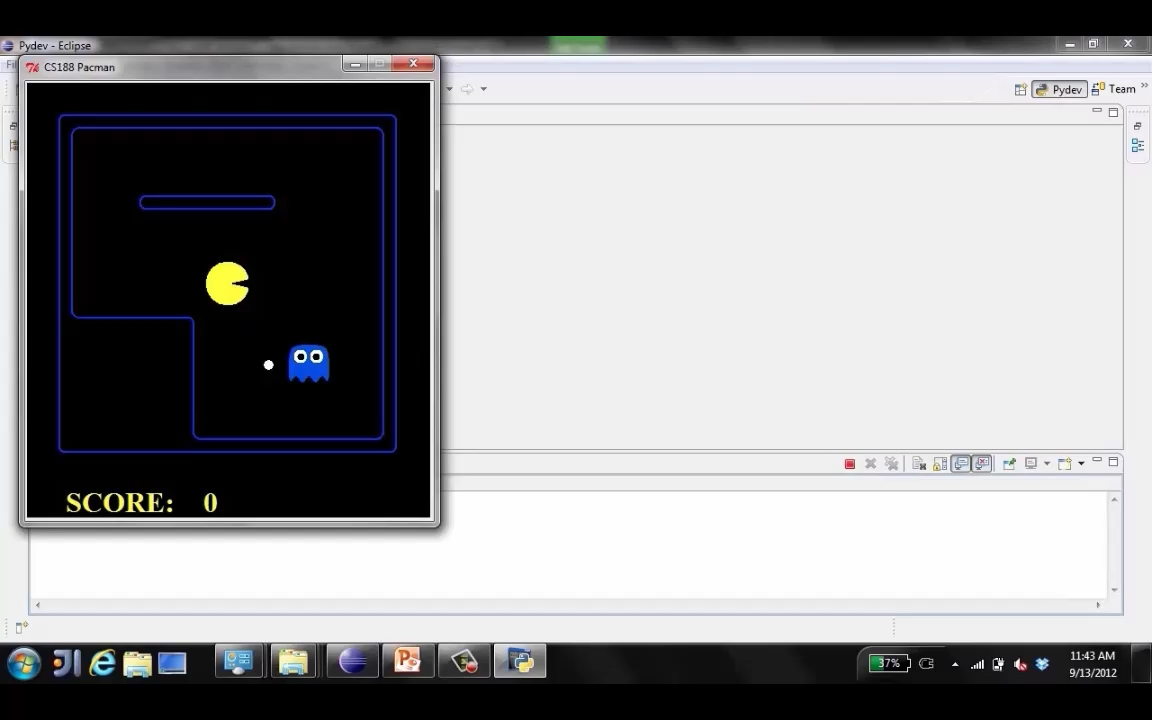 Pydev - Eclipse
CS188 Pacman
Pydev
Team
SCORE: 0
37%
11:43 AM
9/13/2012